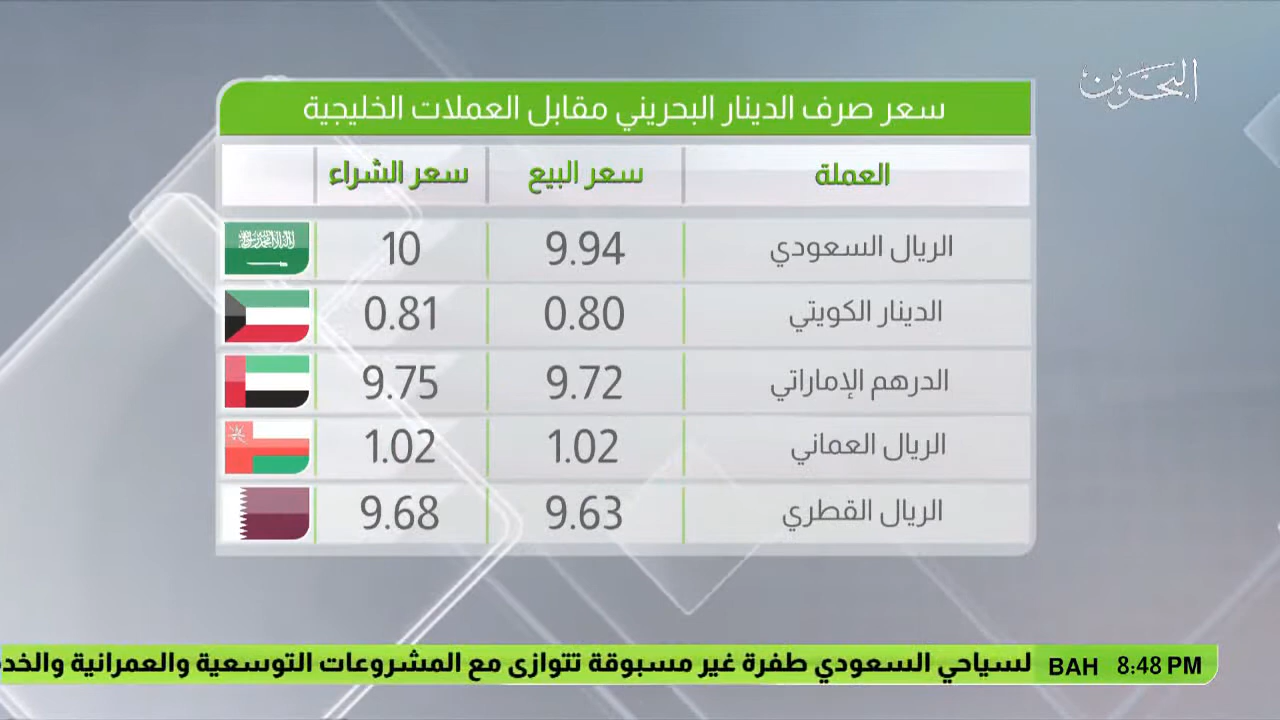 البحرين
سعر صرف الدينار البحريني مقابل العملات الخليجية
العملة سعر البيع سعر الشراء
الريال السعودي 9.94 10
الدينار الكويتي 0.80 0.81
الدرهم الإماراتي 9.72 9.75
الريال العماني 1.02 1.02
الريال القطري 9.63 9.68
BAH 8:48 PM لسياحي السعودي طفرة غير مسبوقة تتوازى مع المشروعات التوسعية والعمرانية والخد